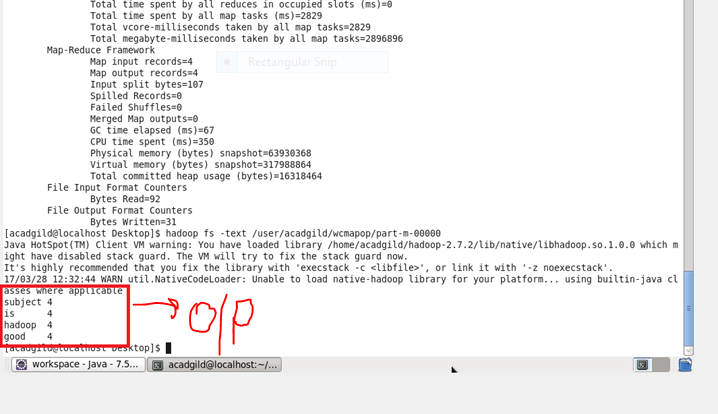 Total time spent by all reduces in occupied slots (ms)=0
Total time spent by all map tasks (ms)=2829
Total vcore-milliseconds taken by all map tasks=2829
Total megabyte-milliseconds taken by all map tasks=2896896
Map-Reduce Framework
Map input records=4
Map output records=4
Input split bytes=107
Spilled Records=0
Failed Shuffles=0
Merged Map outputs=0
GC time elapsed (ms)=67
CPU time spent (ms)=350
Physical memory (bytes) snapshot=63930368
Virtual memory (bytes) snapshot=317988864
Total committed heap usage (bytes)=16318464
File Input Format Counters
Bytes Read=92
File Output Format Counters
Bytes Written=31
Rectangular Snip
[acadgild@localhost Desktop]$ hadoop fs -text /user/acadgild/wcmapop/part-m-00000
Java HotSpot(TM) Client VM warning: You have loaded library /home/acadgild/hadoop-2.7.2/lib/native/libhadoop.so.1.0.0 which m
ight have disabled stack guard. The VM will try to fix the stack guard now.
It's highly recommended that you fix the library with 'execstack -c <libfile>', or link it with '-z noexecstack'.
17/03/28 12:32:44 WARN util.NativeCodeLoader: Unable to load native-hadoop library for your platform... using builtin-java cl
asses where applicable
subject 4
is 4
hadoop 4
good 4
O/P
[acadgild@localhost Desktop]$
workspace - Java - 7.5...
acadgild@localhost:~/...